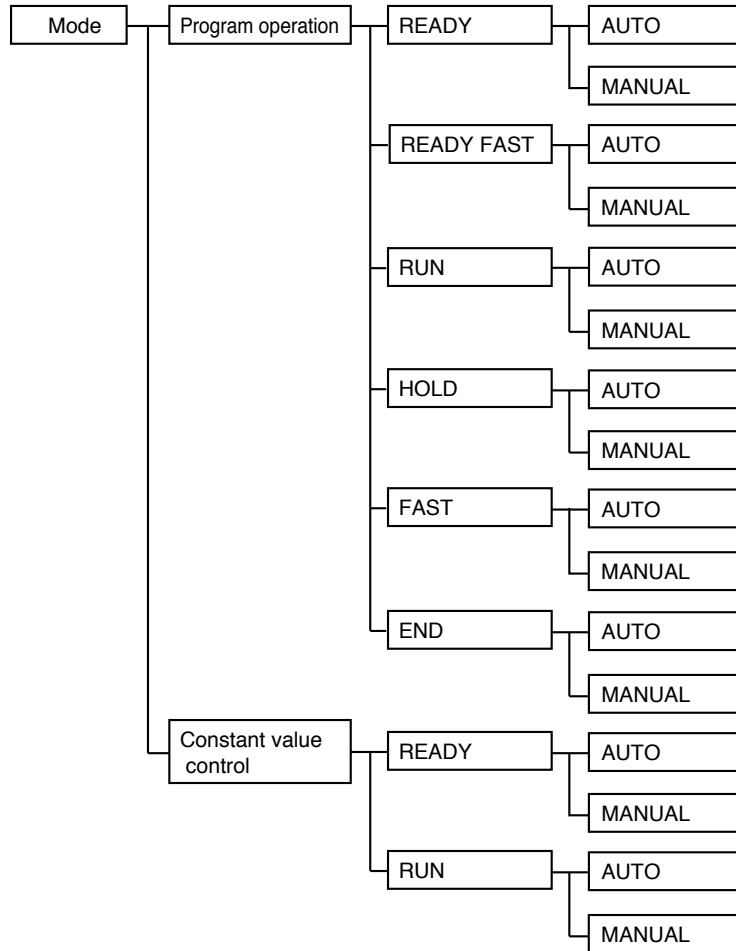 Mode
Program operation
READY
AUTO
MANUAL
READY FAST
AUTO
MANUAL
RUN
AUTO
MANUAL
HOLD
AUTO
MANUAL
FAST
AUTO
MANUAL
END
AUTO
MANUAL
Constant value
control
READY
AUTO
MANUAL
RUN
AUTO
MANUAL